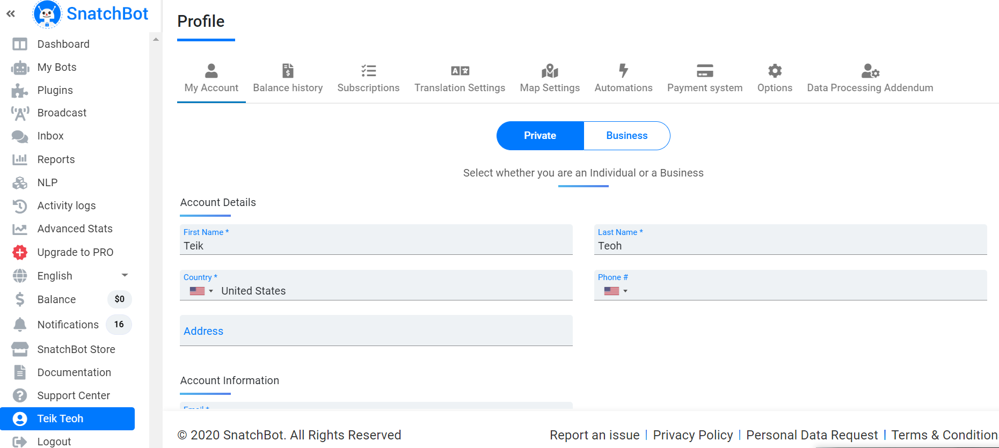 SnatchBot
Dashboard
My Bots
Plugins
Broadcast
Inbox
Reports
NLP
Activity logs
Advanced Stats
Upgrade to PRO
English
Balance $0
Notifications 16
SnatchBot Store
Documentation
Support Center
Teik Teoh
Logout
Profile
My Account Balance history Subscriptions Translation Settings Map Settings Automations Payment system Options Data Processing Addendum
Private Business
Select whether you are an Individual or a Business
Account Details
First Name * Last Name *
Teik Teoh
Country * Phone #
United States
Address
Account Information
Email *
© 2020 SnatchBot. All Rights Reserved Report an issue | Privacy Policy | Personal Data Request | Terms & Condition